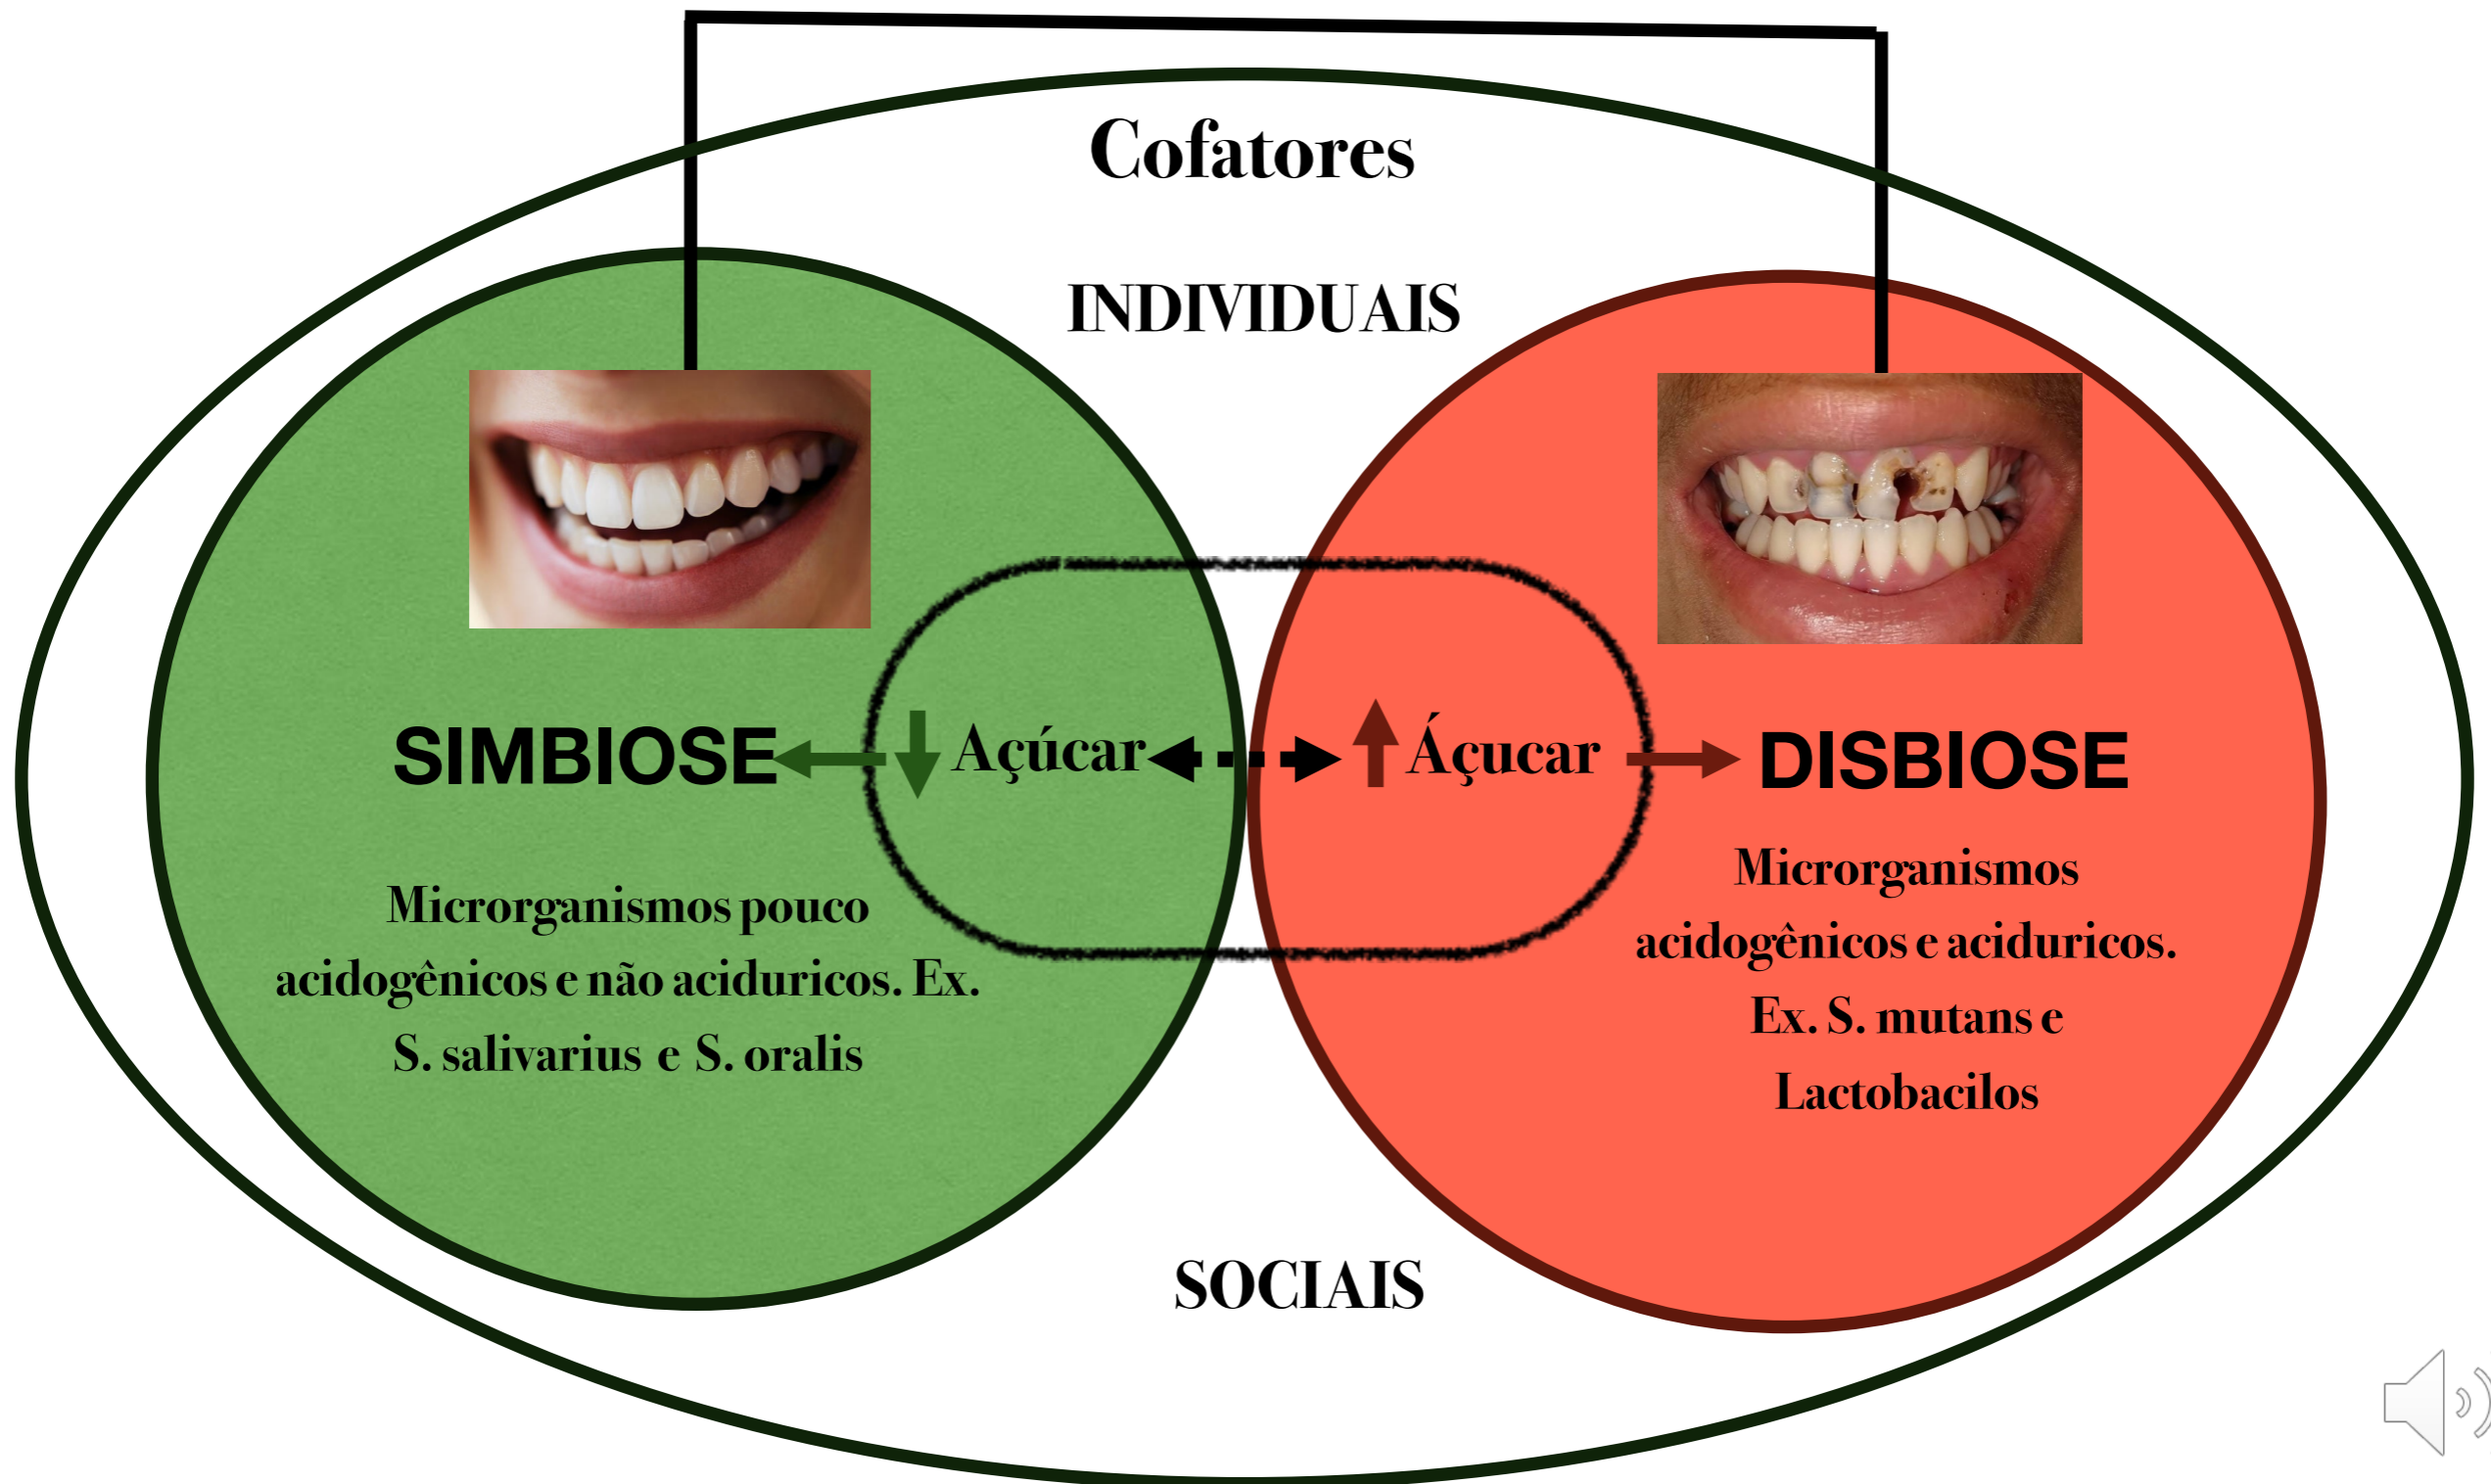 Cofatores
INDIVIDUAIS
SIMBIOSE
Açúcar
Áçucar
DISBIOSE
Microrganismos pouco
acidogênicos e não aciduricos. Ex.
S. salivarius e S. oralis
Microrganismos
acidogênicos e aciduricos.
Ex. S. mutans e
Lactobacilos
SOCIAIS